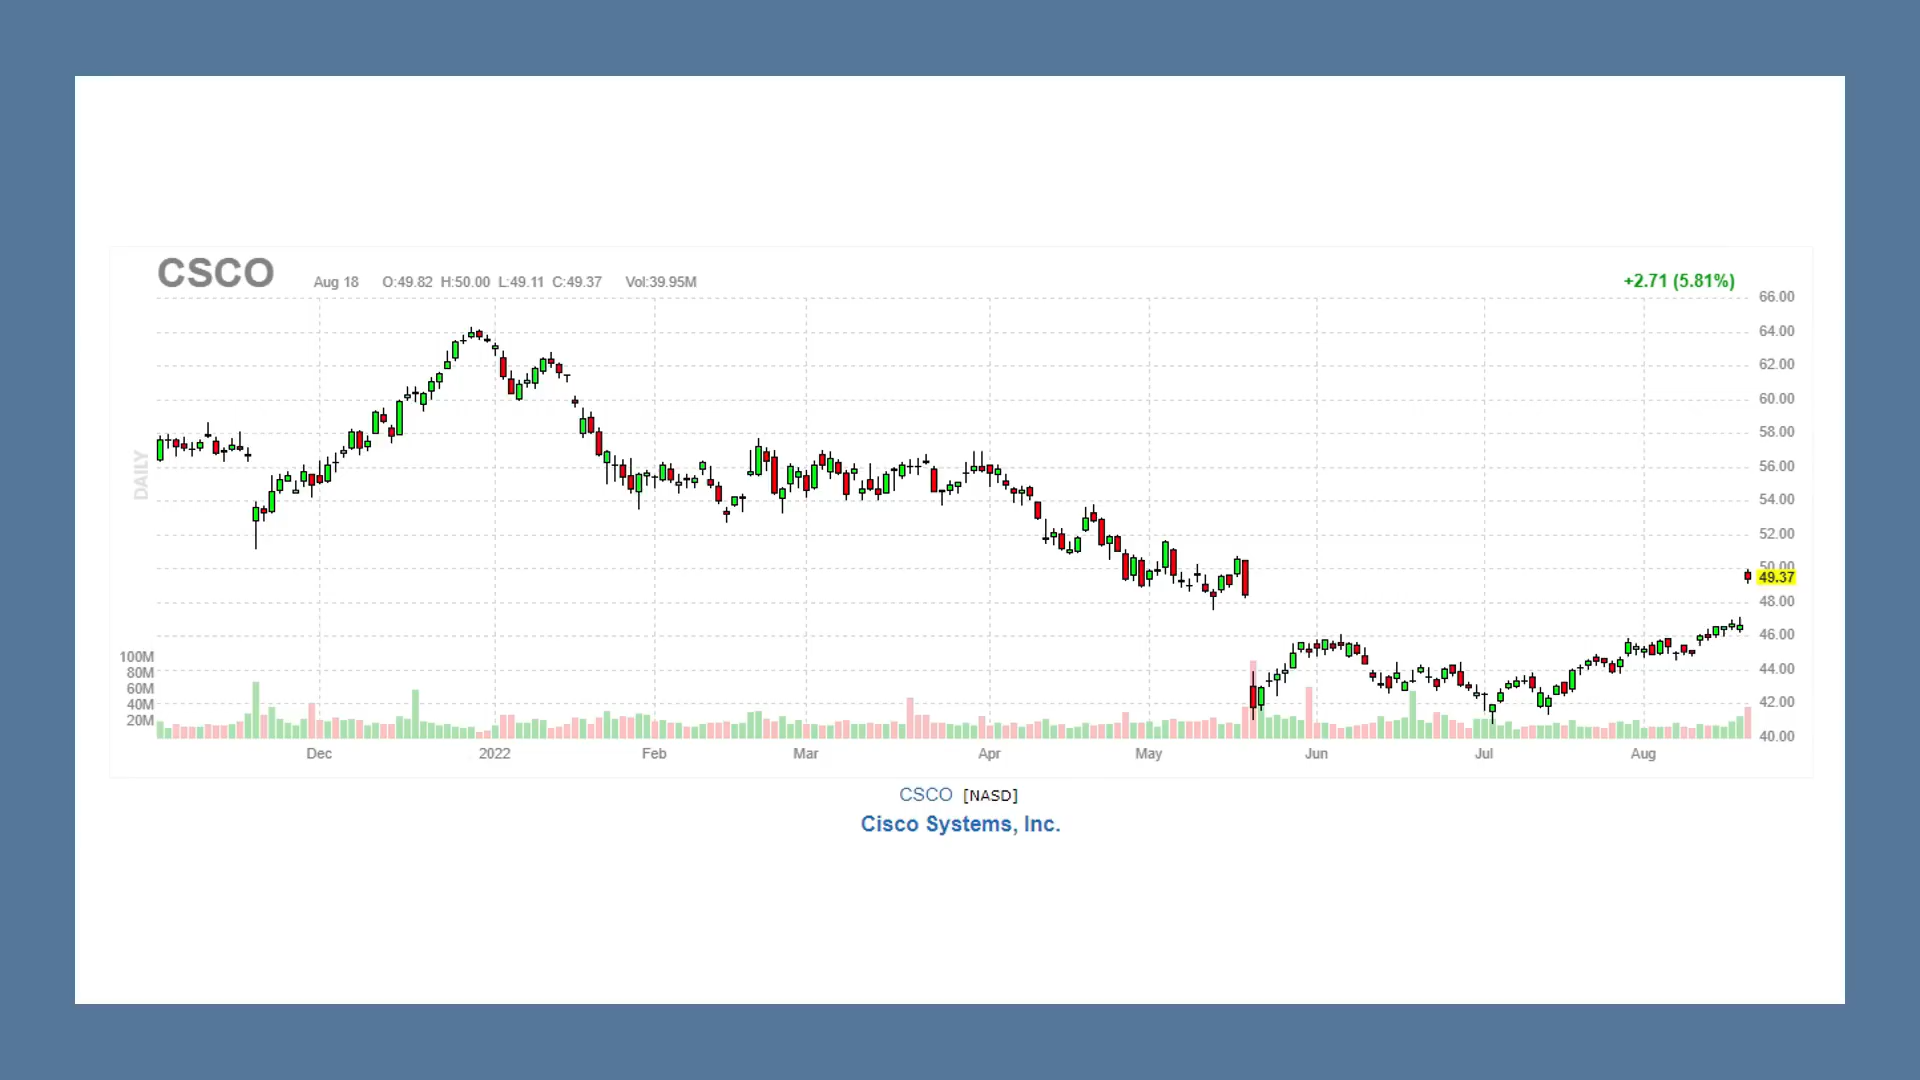 CSCO Aug 18 O:49.82 H:50.00 L:49.11 C:49.37 Vol:39.95M +2.71 (5.81%)
66.00
64.00
62.00
60.00
58.00
56.00
DAILY
54.00
52.00
50.00
49.37
48.00
46.00
100M
44.00
80M
60M
42.00
40M
20M
40.00
Dec 2022 Feb Mar Apr May Jun Jul Aug
CSCO [NASD]
Cisco Systems, Inc.